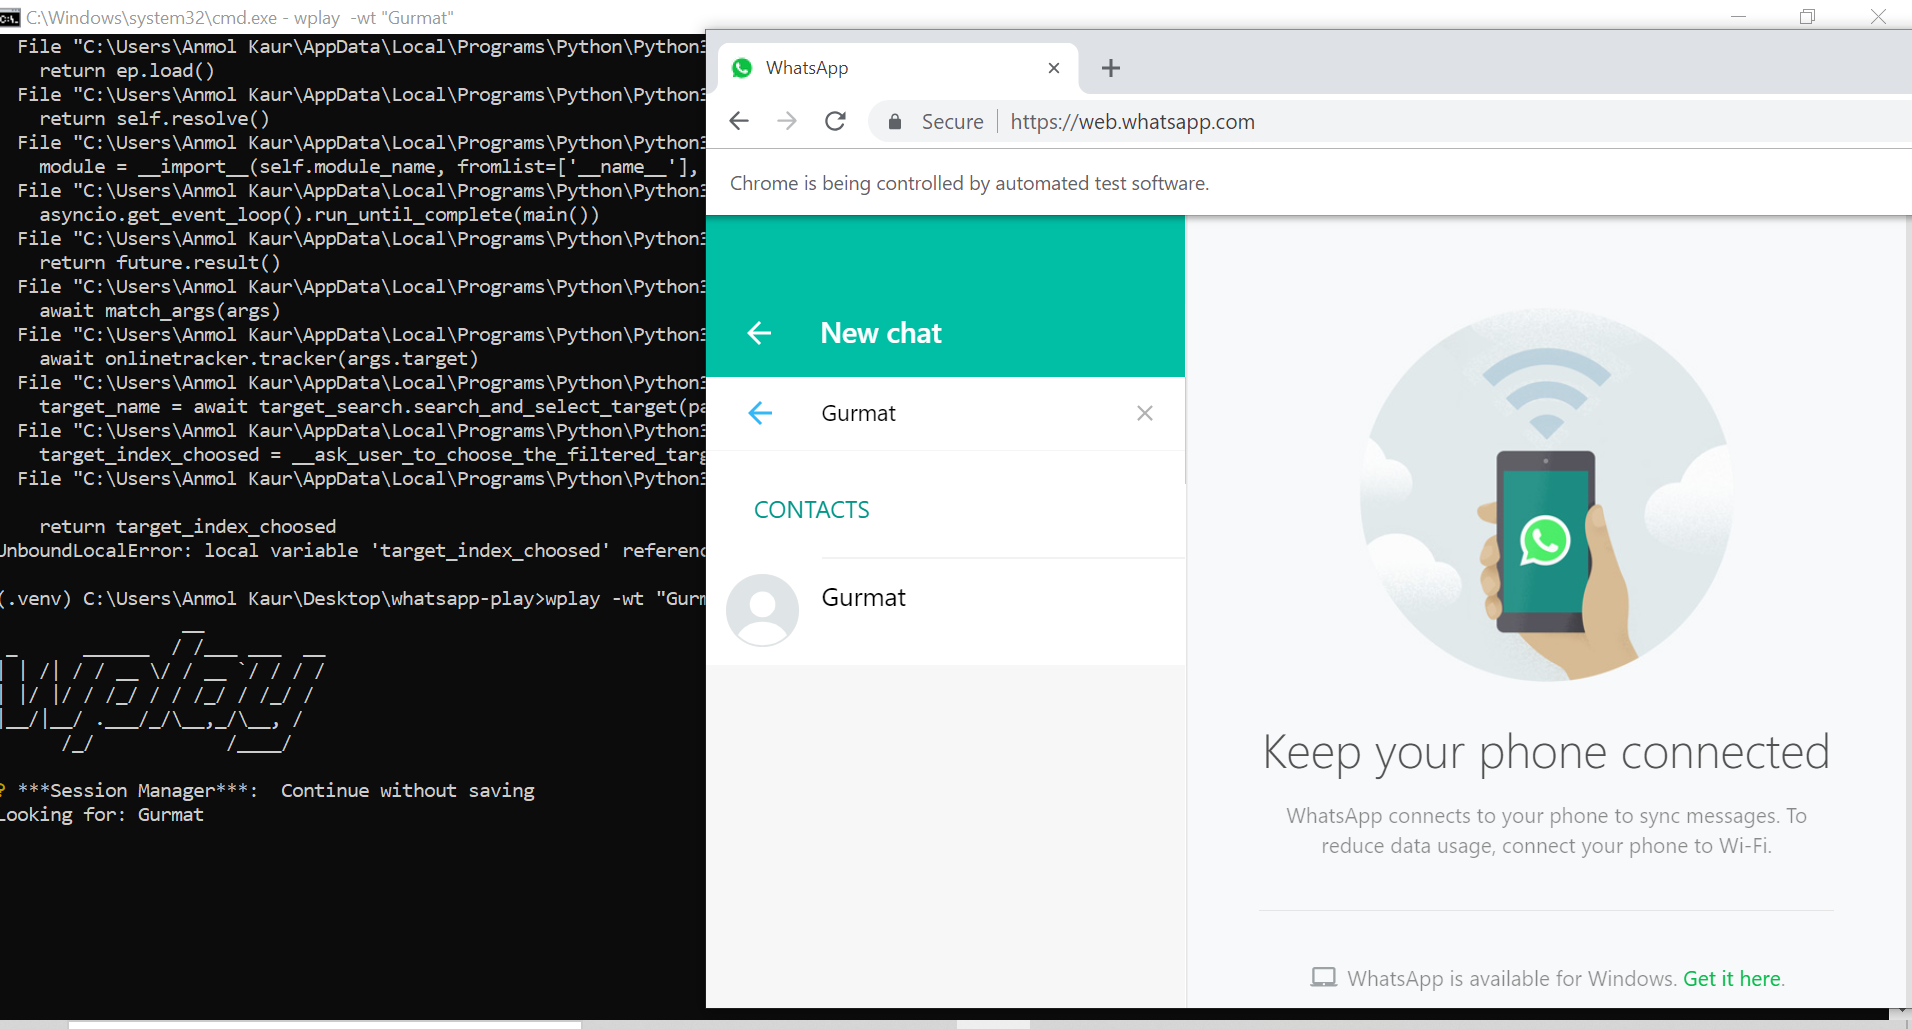 C:\Windows\system32\cmd.exe - wplay  -wt "Gurmat"
File "C:\Users\Anmol Kaur\AppData\Local\Programs\Python\Python3
return ep.load()
File "C:\Users\Anmol Kaur\AppData\Local\Programs\Python\Python3
return self.resolve()
File "C:\Users\Anmol Kaur\AppData\Local\Programs\Python\Python3
module = __import__(self.module_name, fromlist=['__name__'],
File "C:\Users\Anmol Kaur\AppData\Local\Programs\Python\Python3
asyncio.get_event_loop().run_until_complete(main())
File "C:\Users\Anmol Kaur\AppData\Local\Programs\Python\Python3
return future.result()
File "C:\Users\Anmol Kaur\AppData\Local\Programs\Python\Python3
await match_args(args)
File "C:\Users\Anmol Kaur\AppData\Local\Programs\Python\Python3
await onlinetracker.tracker(args.target)
File "C:\Users\Anmol Kaur\AppData\Local\Programs\Python\Python3
target_name = await target_search.search_and_select_target(pa
File "C:\Users\Anmol Kaur\AppData\Local\Programs\Python\Python3
target_index_choosed = __ask_user_to_choose_the_filtered_targ
File "C:\Users\Anmol Kaur\AppData\Local\Programs\Python\Python3
return target_index_choosed
UnboundLocalError: local variable 'target_index_choosed' referenc
(.venv) C:\Users\Anmol Kaur\Desktop\whatsapp-play>wplay -wt "Gurm
wplay
? ***Session Manager***:  Continue without saving
Looking for: Gurmat
WhatsApp
Secure
https://web.whatsapp.com
Chrome is being controlled by automated test software.
New chat
Gurmat
CONTACTS
Gurmat
Keep your phone connected
WhatsApp connects to your phone to sync messages. To
reduce data usage, connect your phone to Wi-Fi.
WhatsApp is available for Windows. Get it here.